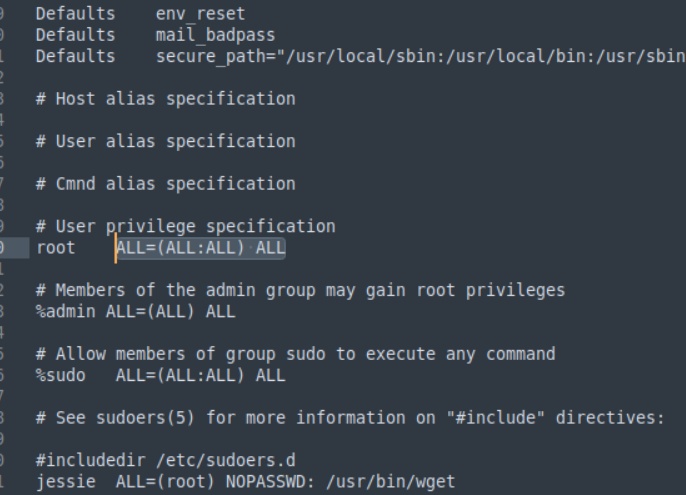 9 Defaults    env_reset
0 Defaults    mail_badpass
1 Defaults    secure_path="/usr/local/sbin:/usr/local/bin:/usr/sbin
2
3 # Host alias specification
4
5 # User alias specification
6
7 # Cmnd alias specification
8
9 # User privilege specification
0 root    ALL=(ALL:ALL) ALL
1
2 # Members of the admin group may gain root privileges
3 %admin ALL=(ALL) ALL
4
5 # Allow members of group sudo to execute any command
6 %sudo   ALL=(ALL:ALL) ALL
7
8 # See sudoers(5) for more information on "#include" directives:
9
0 #includedir /etc/sudoers.d
1 jessie  ALL=(root) NOPASSWD: /usr/bin/wget